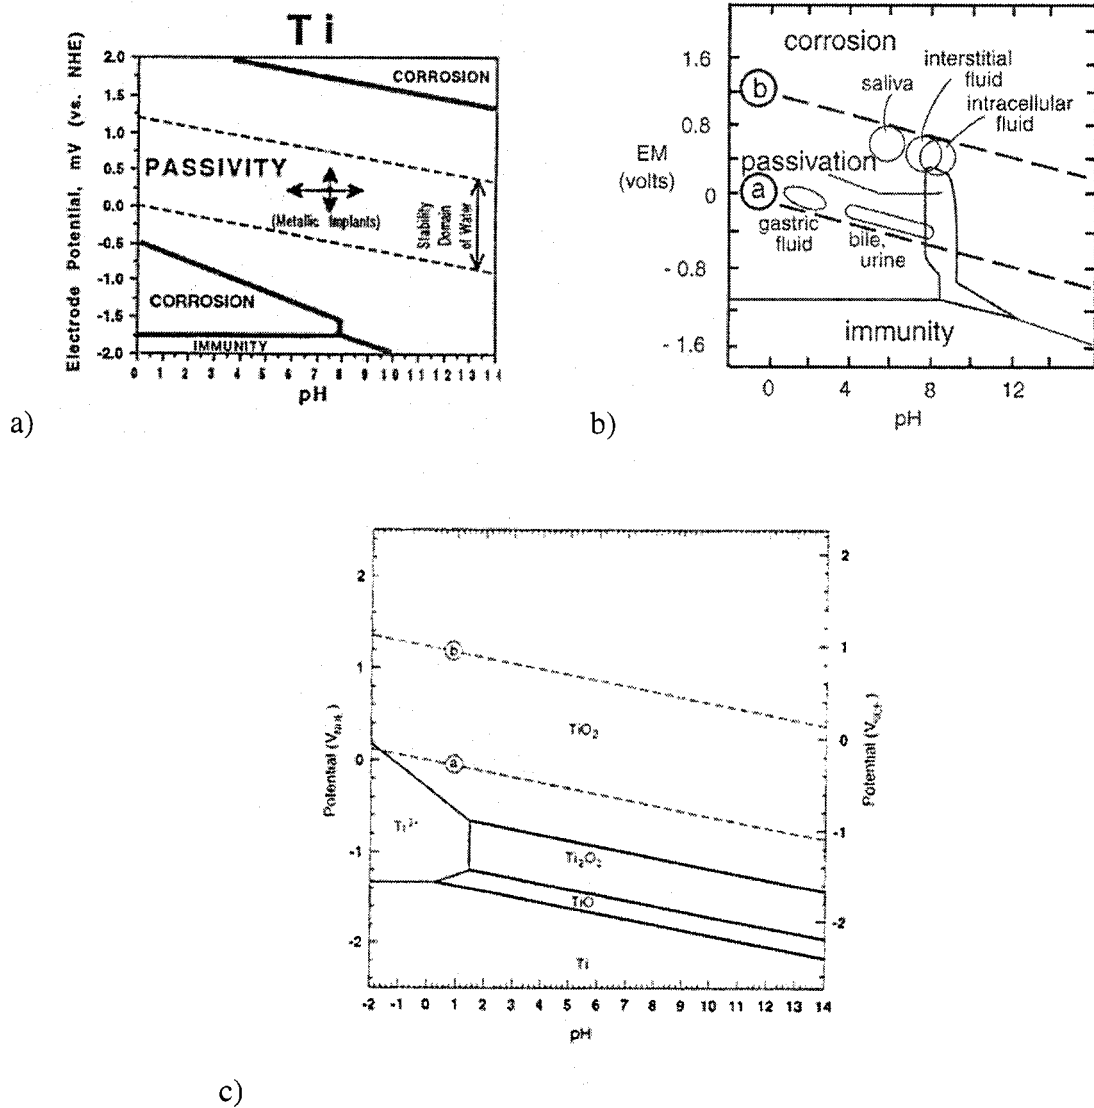 Ti
Electrode Potential, mV (vs. NHE)
2.0
1.5
1.0
0.5
0.0
-0.5
-1.0
-1.5
-2.0
CORROSION
PASSIVITY
(Metallic Implants)
Stability
Domain
of Water
CORROSION
IMMUNITY
0 1 2 3 4 5 6 7 8 9 10 11 12 13 14
pH
a)
corrosion
interstitial
fluid
saliva
intracellular
fluid
EM
(volts)
1.6
0.8
0
- 0.8
- 1.6
b
passivation
a
gastric
fluid
bile,
urine
immunity
0 4 8 12
pH
b)
Potential
2
1
0
-1
-2
b
TiO2
a
Ti2+
Ti2O3
TiO
Ti
2
1
0
-1
-2
Potential
-2 -1 0 1 2 3 4 5 6 7 8 9 10 11 12 13 14
pH
c)